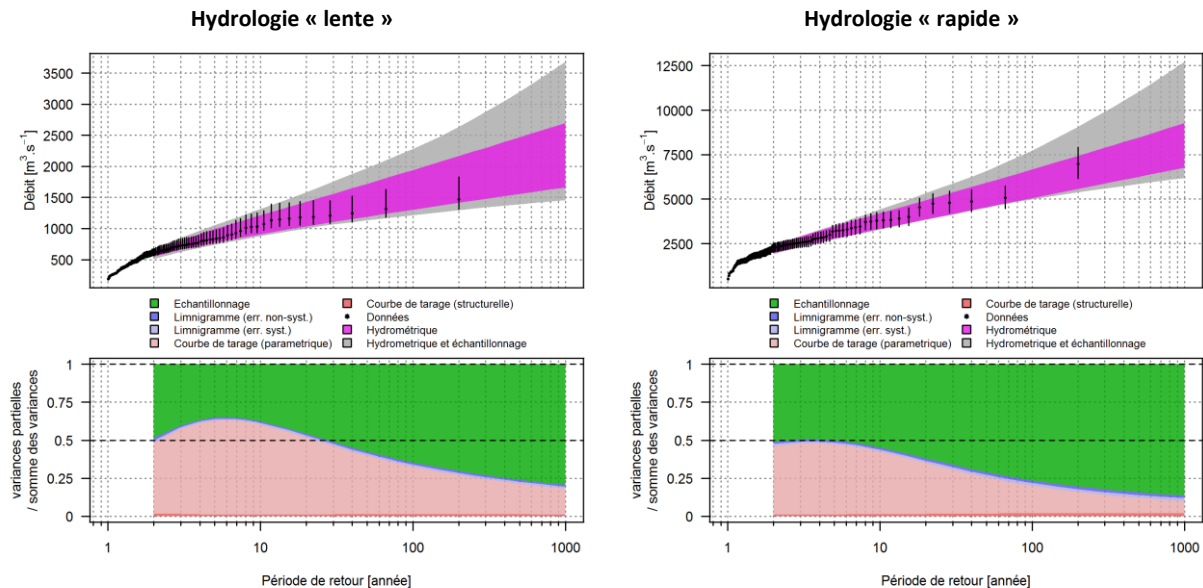 Hydrologie « lente »
Hydrologie « rapide »
Débit [m³.s⁻¹]
3500
3000
2500
2000
1500
1000
500
Débit [m³.s⁻¹]
12500
10000
7500
5000
2500
Echantillonnage
Limnigramme (err. non-syst.)
Limnigramme (err. syst.)
Courbe de tarage (parametrique)
Courbe de tarage (structurelle)
Données
Hydrométrique
Hydrometrique et échantillonnage
Echantillonnage
Limnigramme (err. non-syst.)
Limnigramme (err. syst.)
Courbe de tarage (parametrique)
Courbe de tarage (structurelle)
Données
Hydrométrique
Hydrometrique et échantillonnage
variances partielles
/ somme des variances
1
0.75
0.5
0.25
0
1 10 100 1000
Période de retour [année]
variances partielles
/ somme des variances
1
0.75
0.5
0.25
0
1 10 100 1000
Période de retour [année]